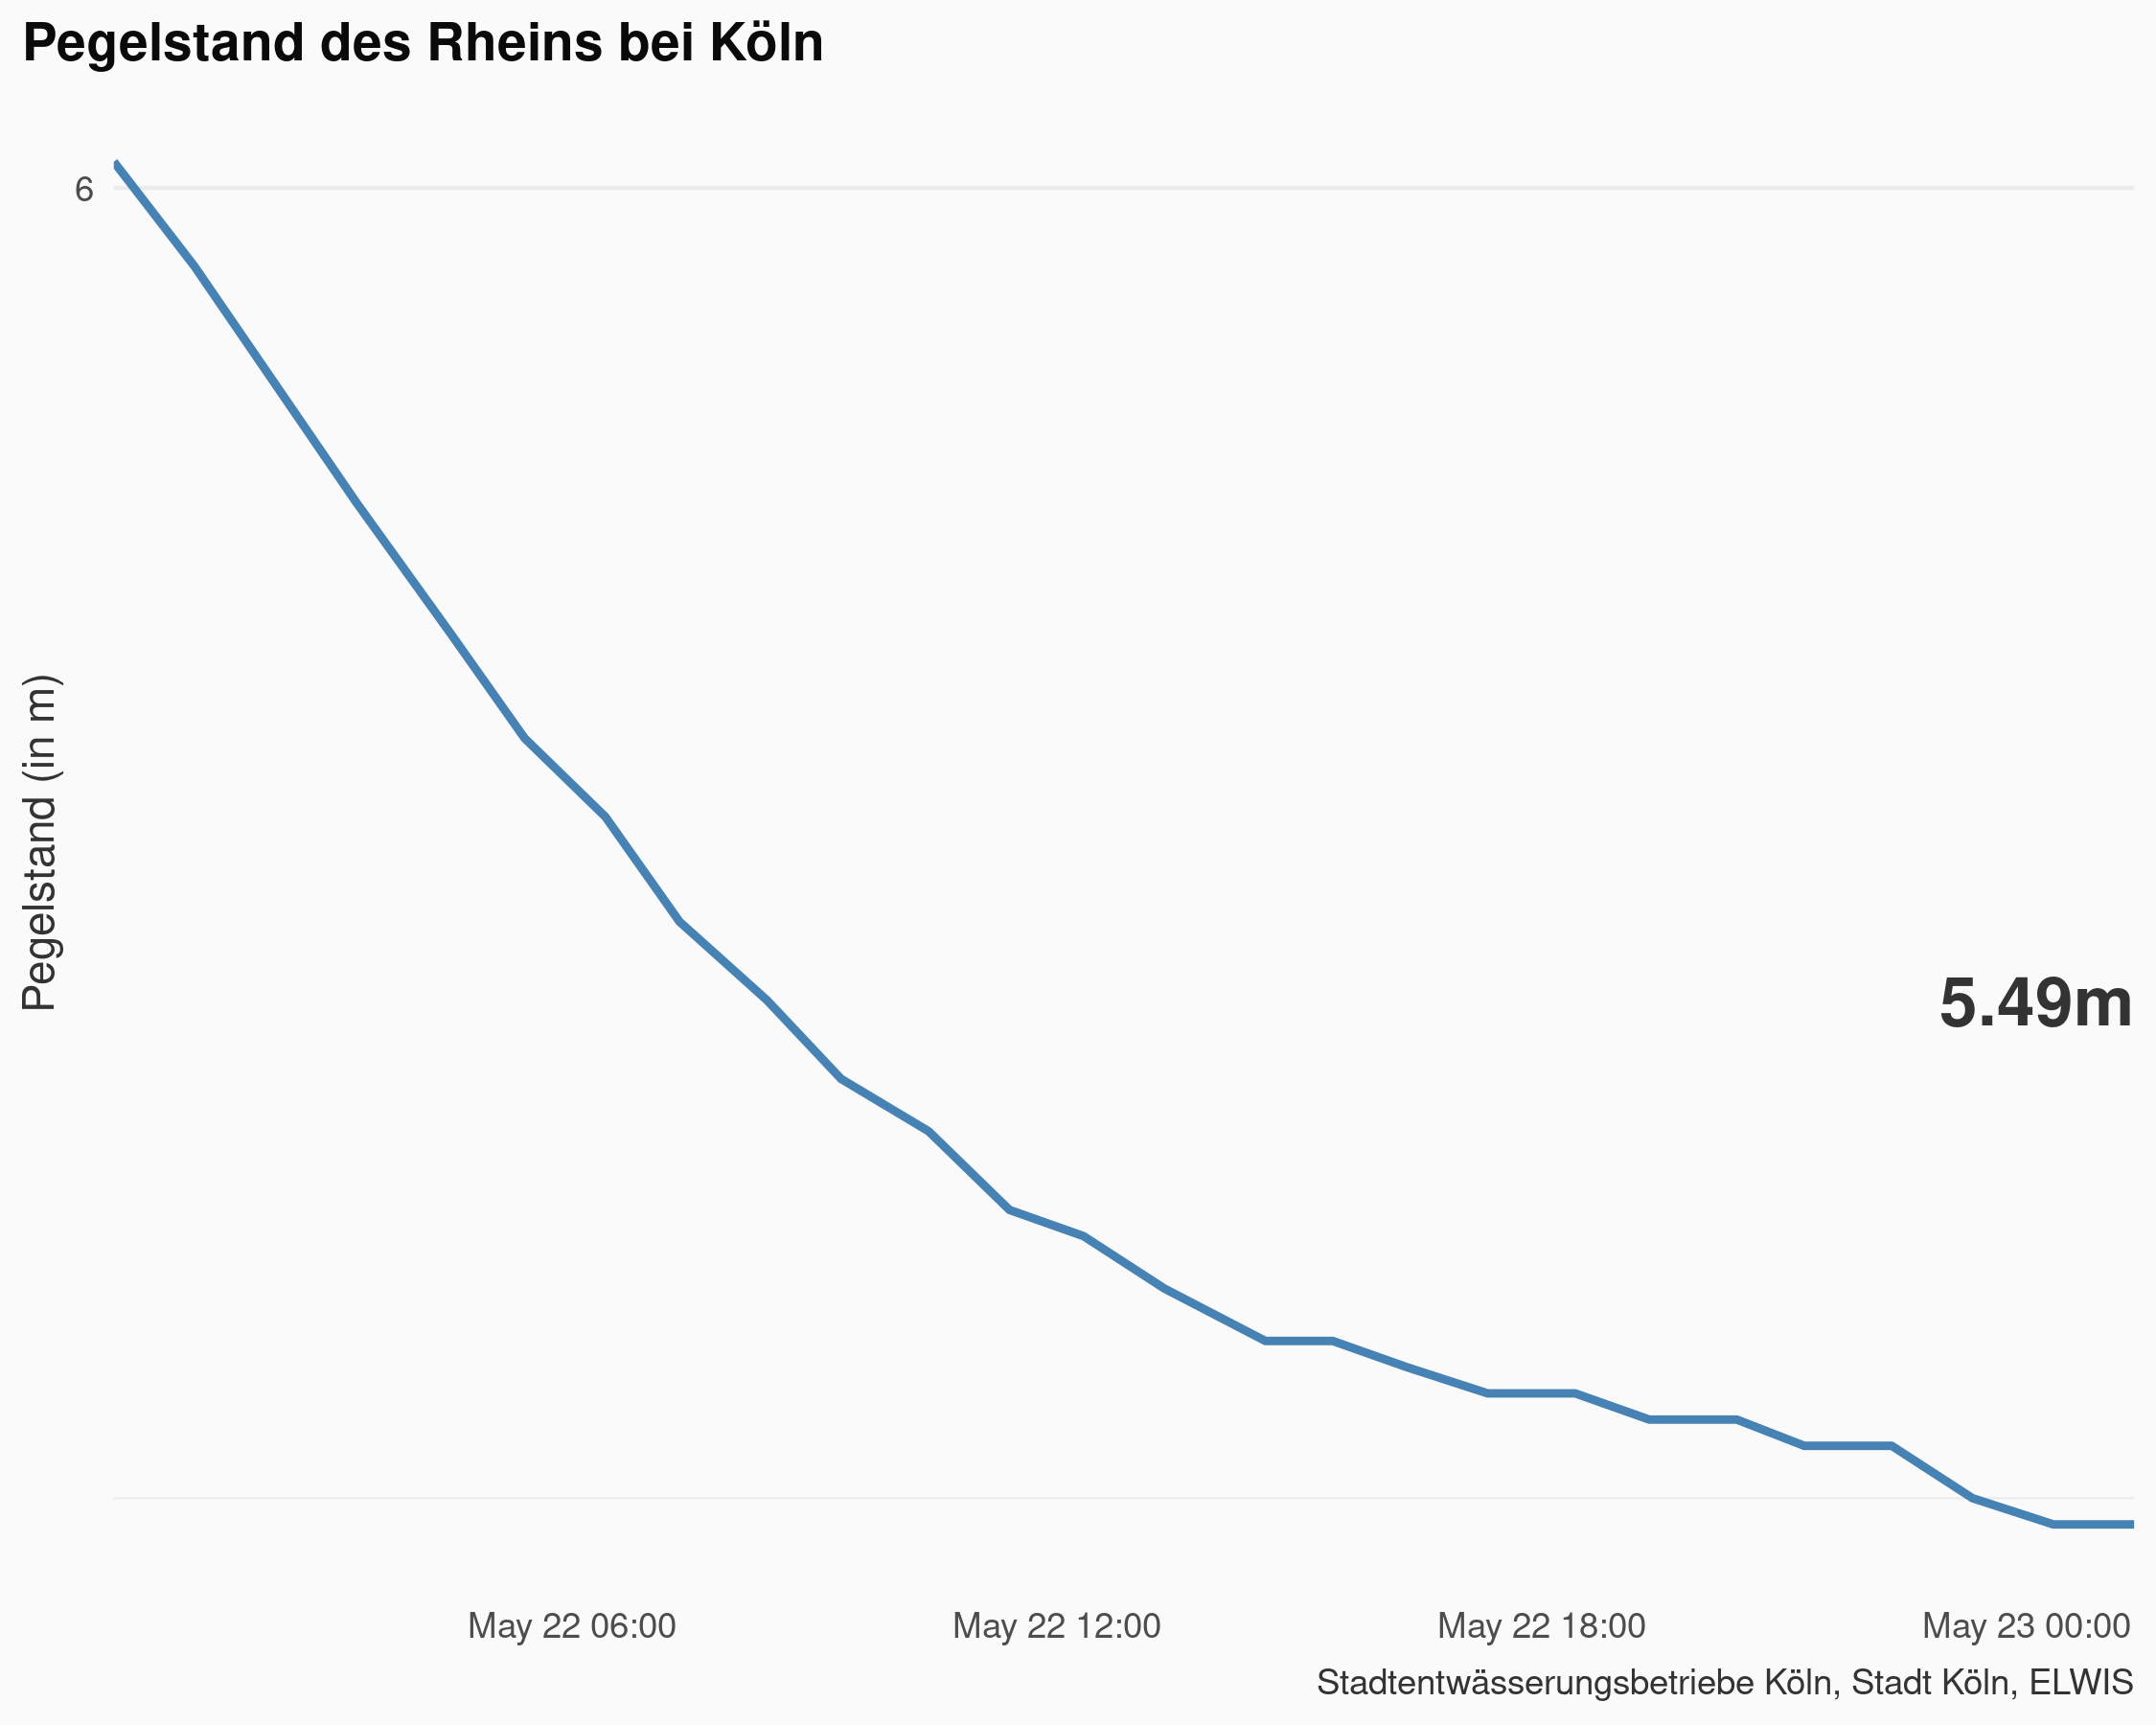 Pegelstand des Rheins bei Köln
6
Pegelstand (in m)
5.49m
May 22 06:00
May 22 12:00
May 22 18:00
May 23 00:00
Stadtentwässerungsbetriebe Köln, Stadt Köln, ELWIS